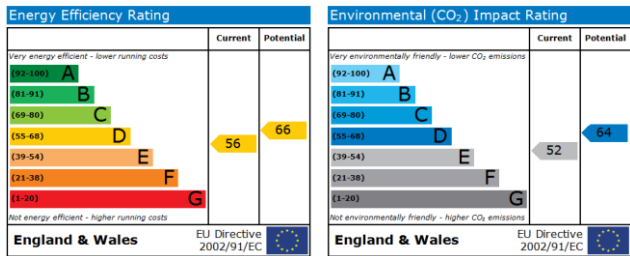 Energy Efficiency Rating
Current Potential
Very energy efficient - lower running costs
(92-100) A
(81-91) B
(69-80) C
(55-68) D
(39-54) E
(21-38) F
(1-20) G
56
66
Not energy efficient - higher running costs
England & Wales
EU Directive
2002/91/EC
Environmental (CO₂) Impact Rating
Current Potential
Very environmentally friendly - lower CO₂ emissions
(92-100) A
(81-91) B
(69-80) C
(55-68) D
(39-54) E
(21-38) F
(1-20) G
52
64
Not environmentally friendly - higher CO₂ emissions
England & Wales
EU Directive
2002/91/EC